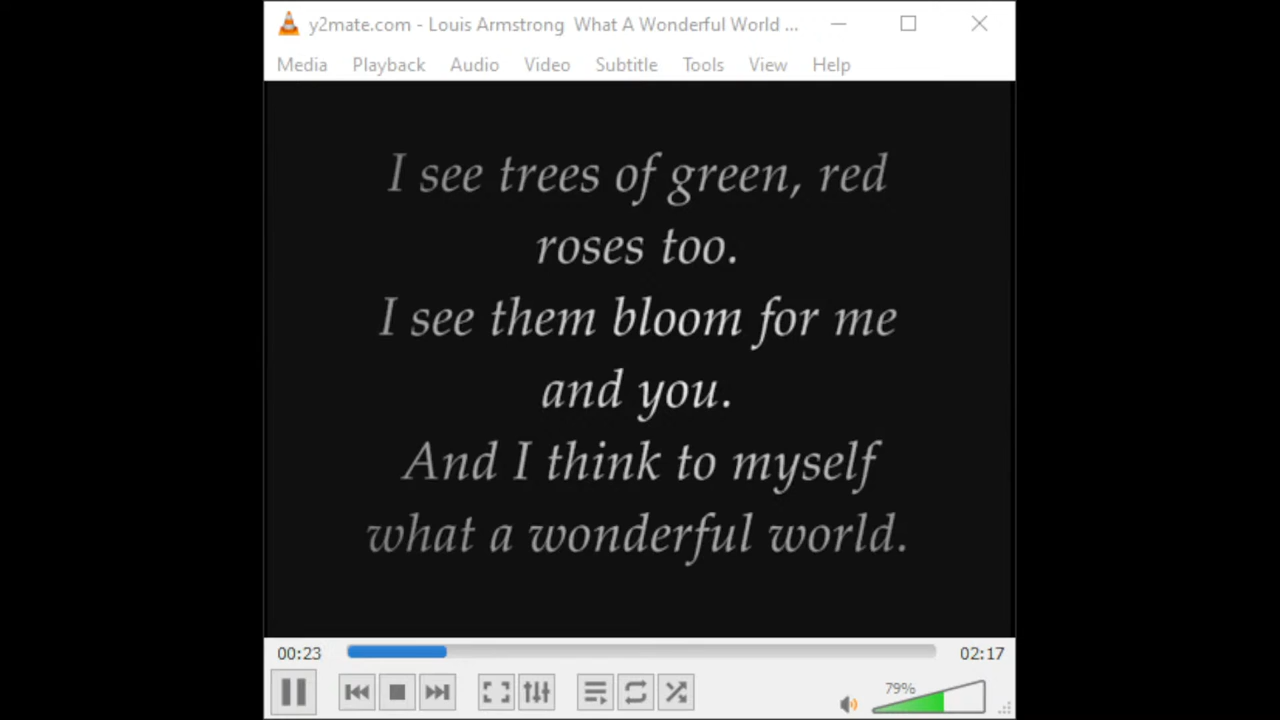 y2mate.com - Louis Armstrong  What A Wonderful World ...
Media Playback Audio Video Subtitle Tools View Help
I see trees of green, red
roses too.
I see them bloom for me
and you.
And I think to myself
what a wonderful world.
00:23 02:17
79%